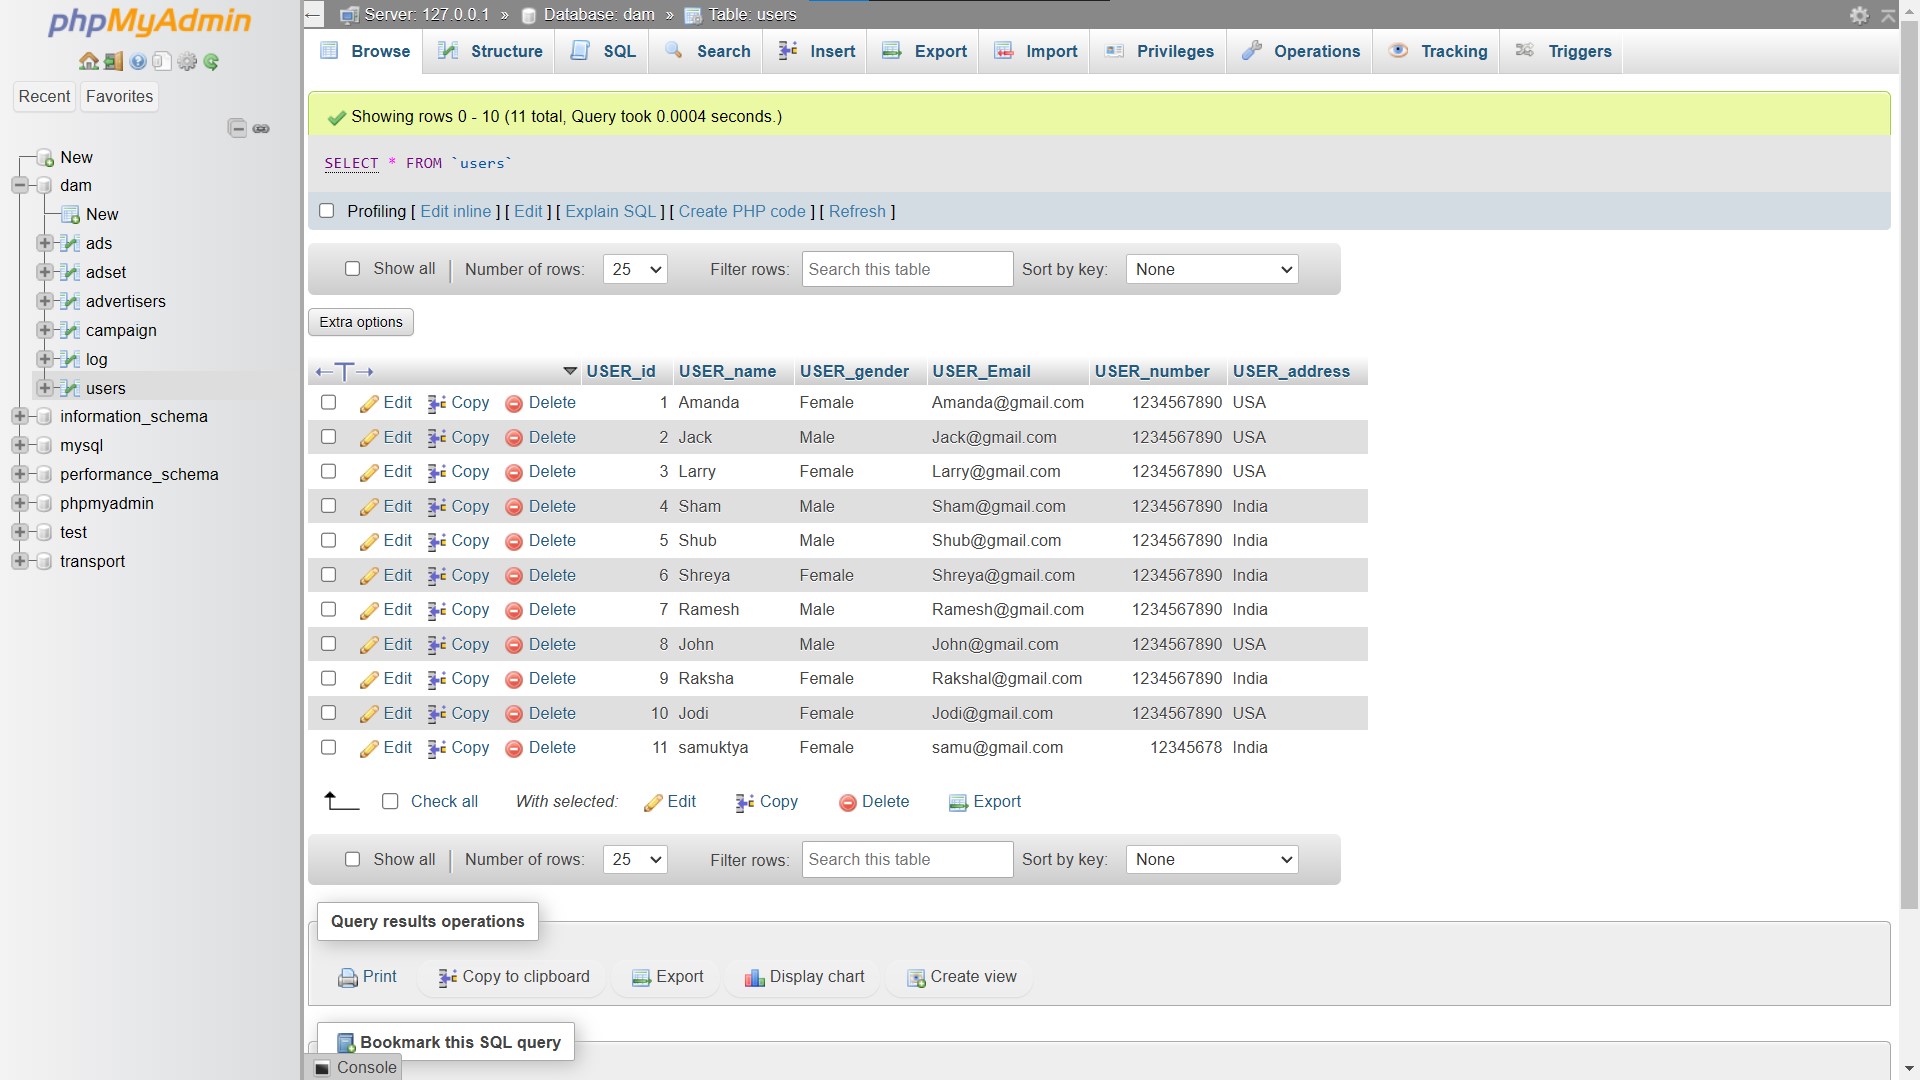 phpMyAdmin
Recent Favorites
New
dam
New
ads
adset
advertisers
campaign
log
users
information_schema
mysql
performance_schema
phpmyadmin
test
transport
Server: 127.0.0.1 » Database: dam » Table: users
Browse Structure SQL Search Insert Export Import Privileges Operations Tracking Triggers
Showing rows 0 - 10 (11 total, Query took 0.0004 seconds.)
SELECT * FROM `users`
Profiling [ Edit inline ] [ Edit ] [ Explain SQL ] [ Create PHP code ] [ Refresh ]
Show all | Number of rows: 25 Filter rows: Search this table Sort by key: None
Extra options
←T→ USER_id USER_name USER_gender USER_Email USER_number USER_address
Edit Copy Delete 1 Amanda Female Amanda@gmail.com 1234567890 USA
Edit Copy Delete 2 Jack Male Jack@gmail.com 1234567890 USA
Edit Copy Delete 3 Larry Female Larry@gmail.com 1234567890 USA
Edit Copy Delete 4 Sham Male Sham@gmail.com 1234567890 India
Edit Copy Delete 5 Shub Male Shub@gmail.com 1234567890 India
Edit Copy Delete 6 Shreya Female Shreya@gmail.com 1234567890 India
Edit Copy Delete 7 Ramesh Male Ramesh@gmail.com 1234567890 India
Edit Copy Delete 8 John Male John@gmail.com 1234567890 USA
Edit Copy Delete 9 Raksha Female Rakshal@gmail.com 1234567890 India
Edit Copy Delete 10 Jodi Female Jodi@gmail.com 1234567890 USA
Edit Copy Delete 11 samuktya Female samu@gmail.com 12345678 India
Check all With selected: Edit Copy Delete Export
Show all | Number of rows: 25 Filter rows: Search this table Sort by key: None
Query results operations
Print Copy to clipboard Export Display chart Create view
Bookmark this SQL query
Console